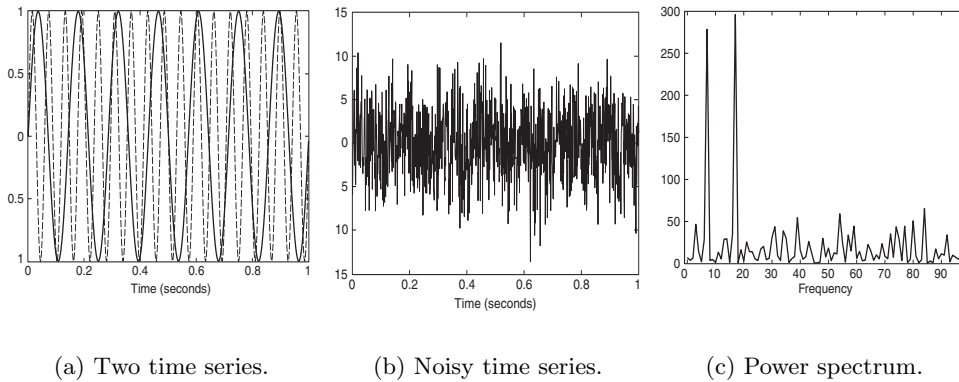 1
0.5
0
0.5
1
0 0.2 0.4 0.6 0.8 1
Time (seconds)
15
10
5
0
5
10
15
0 0.2 0.4 0.6 0.8 1
Time (seconds)
300
250
200
150
100
50
0
0 10 20 30 40 50 60 70 80 90
Frequency
(a) Two time series.
(b) Noisy time series.
(c) Power spectrum.